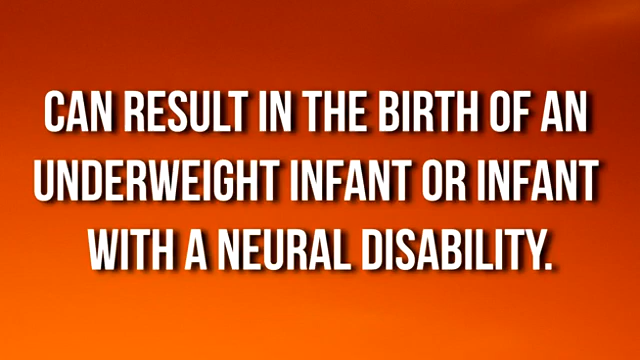 CAN RESULT IN THE BIRTH OF AN
UNDERWEIGHT INFANT OR INFANT
WITH A NEURAL DISABILITY.